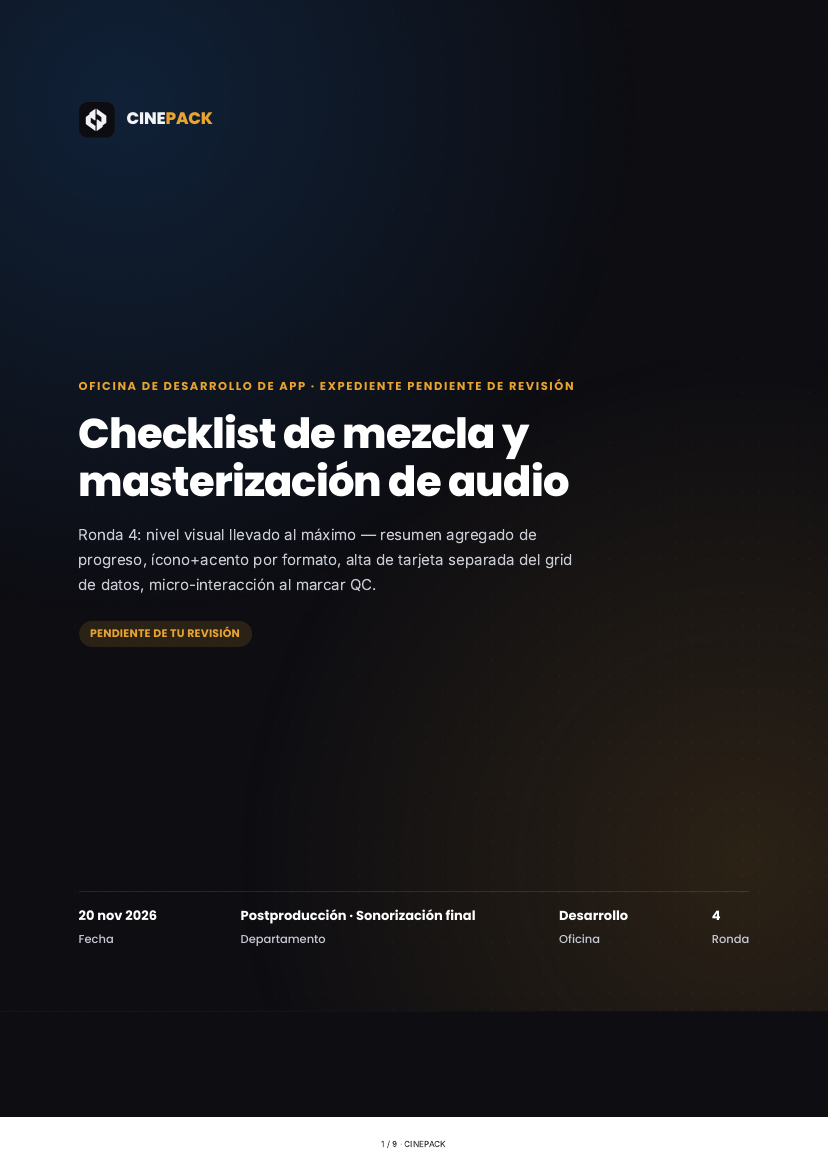 CINEPACK
OFICINA DE DESARROLLO DE APP · EXPEDIENTE PENDIENTE DE REVISIÓN
Checklist de mezcla y
masterización de audio
Ronda 4: nivel visual llevado al máximo — resumen agregado de
progreso, ícono+acento por formato, alta de tarjeta separada del grid
de datos, micro-interacción al marcar QC.
PENDIENTE DE TU REVISIÓN
20 nov 2026
Fecha
Postproducción · Sonorización final
Departamento
Desarrollo
Oficina
4
Ronda
1 / 9 · CINEPACK